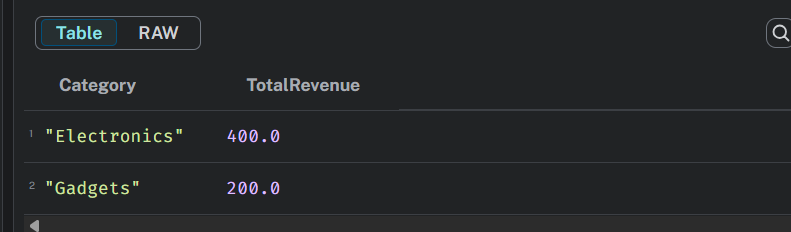 Table RAW
Category TotalRevenue
1 "Electronics" 400.0
2 "Gadgets" 200.0